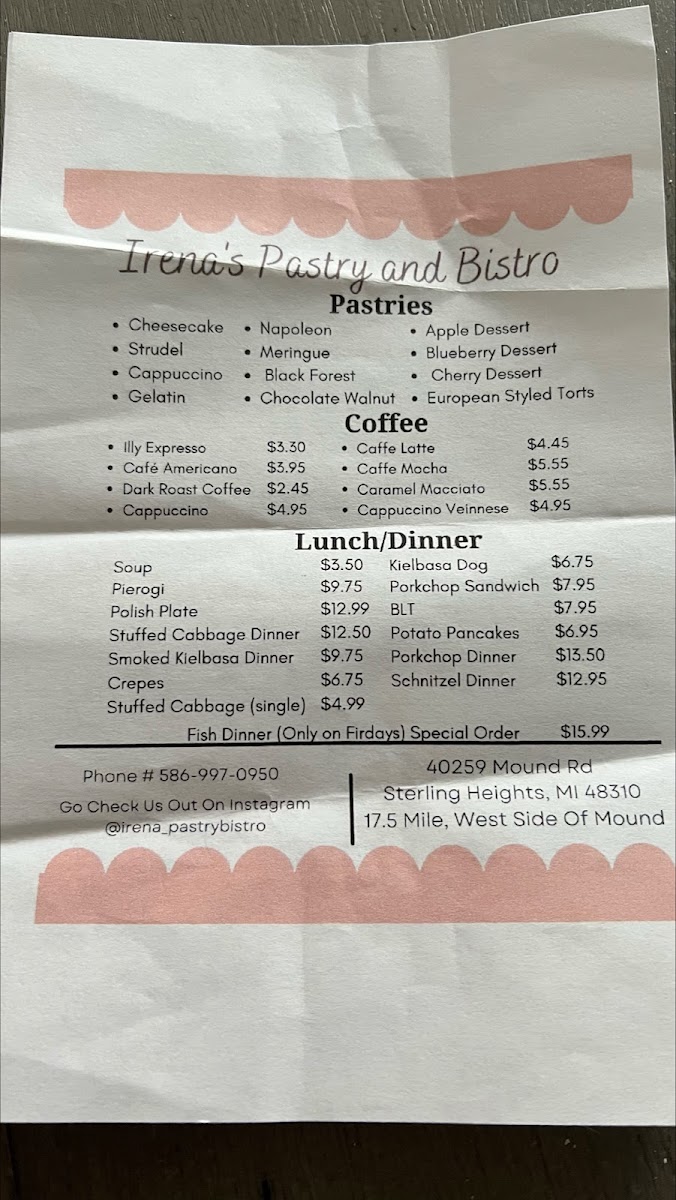 Irena's Pastry and Bistro
Pastries
• Cheesecake • Napoleon • Apple Dessert
• Strudel • Meringue • Blueberry Dessert
• Cappuccino • Black Forest • Cherry Dessert
• Gelatin • Chocolate Walnut • European Styled Torts
Coffee
• Illy Expresso $3.30 • Caffe Latte $4.45
• Café Americano $3.95 • Caffe Mocha $5.55
• Dark Roast Coffee $2.45 • Caramel Macciato $5.55
• Cappuccino $4.95 • Cappuccino Veinnese $4.95
Lunch/Dinner
Soup $3.50 Kielbasa Dog $6.75
Pierogi $9.75 Porkchop Sandwich $7.95
Polish Plate $12.99 BLT $7.95
Stuffed Cabbage Dinner $12.50 Potato Pancakes $6.95
Smoked Kielbasa Dinner $9.75 Porkchop Dinner $13.50
Crepes $6.75 Schnitzel Dinner $12.95
Stuffed Cabbage (single) $4.99
Fish Dinner (Only on Firdays) Special Order $15.99
Phone # 586-997-0950
Go Check Us Out On Instagram
@irena_pastrybistro
40259 Mound Rd
Sterling Heights, MI 48310
17.5 Mile, West Side Of Mound